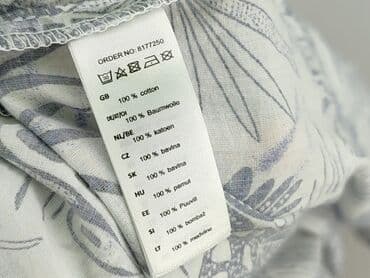 ORDER NO: 8177250
GB
100 % cotton
DE/AT/CH
100 % Baumwolle
NL/BE
100 % katoen
CZ
100 % bavlna
SK
100 % bavlna
HU
100 % pamut
EE
100 % Puuvill
SI
100 % bombaž
LT
100 % medvilnė